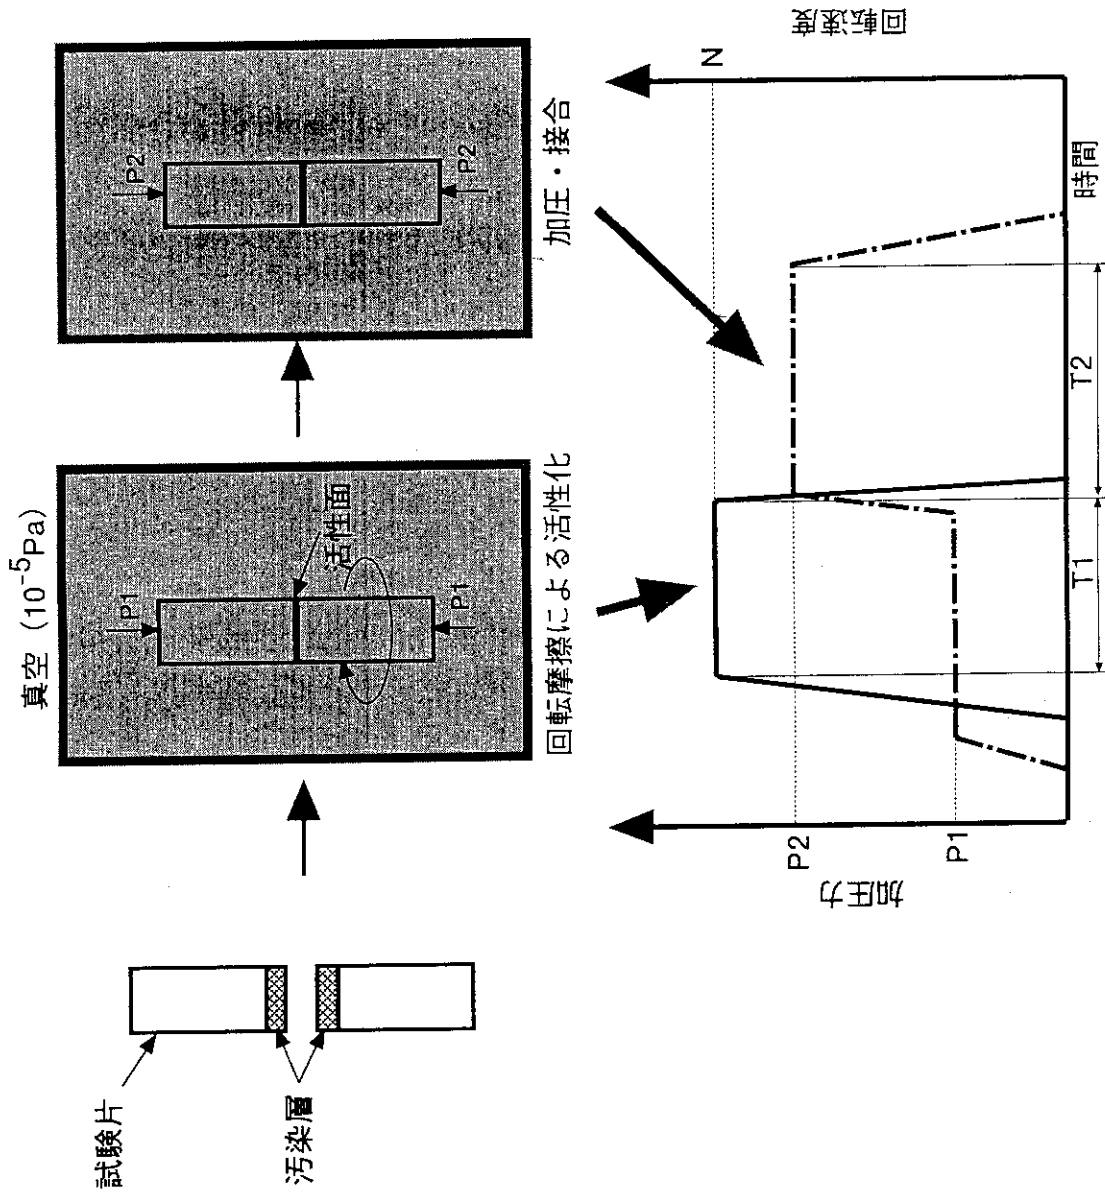 試験片
汚染層
真空 (10⁻⁵Pa)
P1
活性面
P1
回転摩擦による活性化
P2
P2
加圧・接合
加圧力
P2
P1
T1
T2
時間
N
回転速度